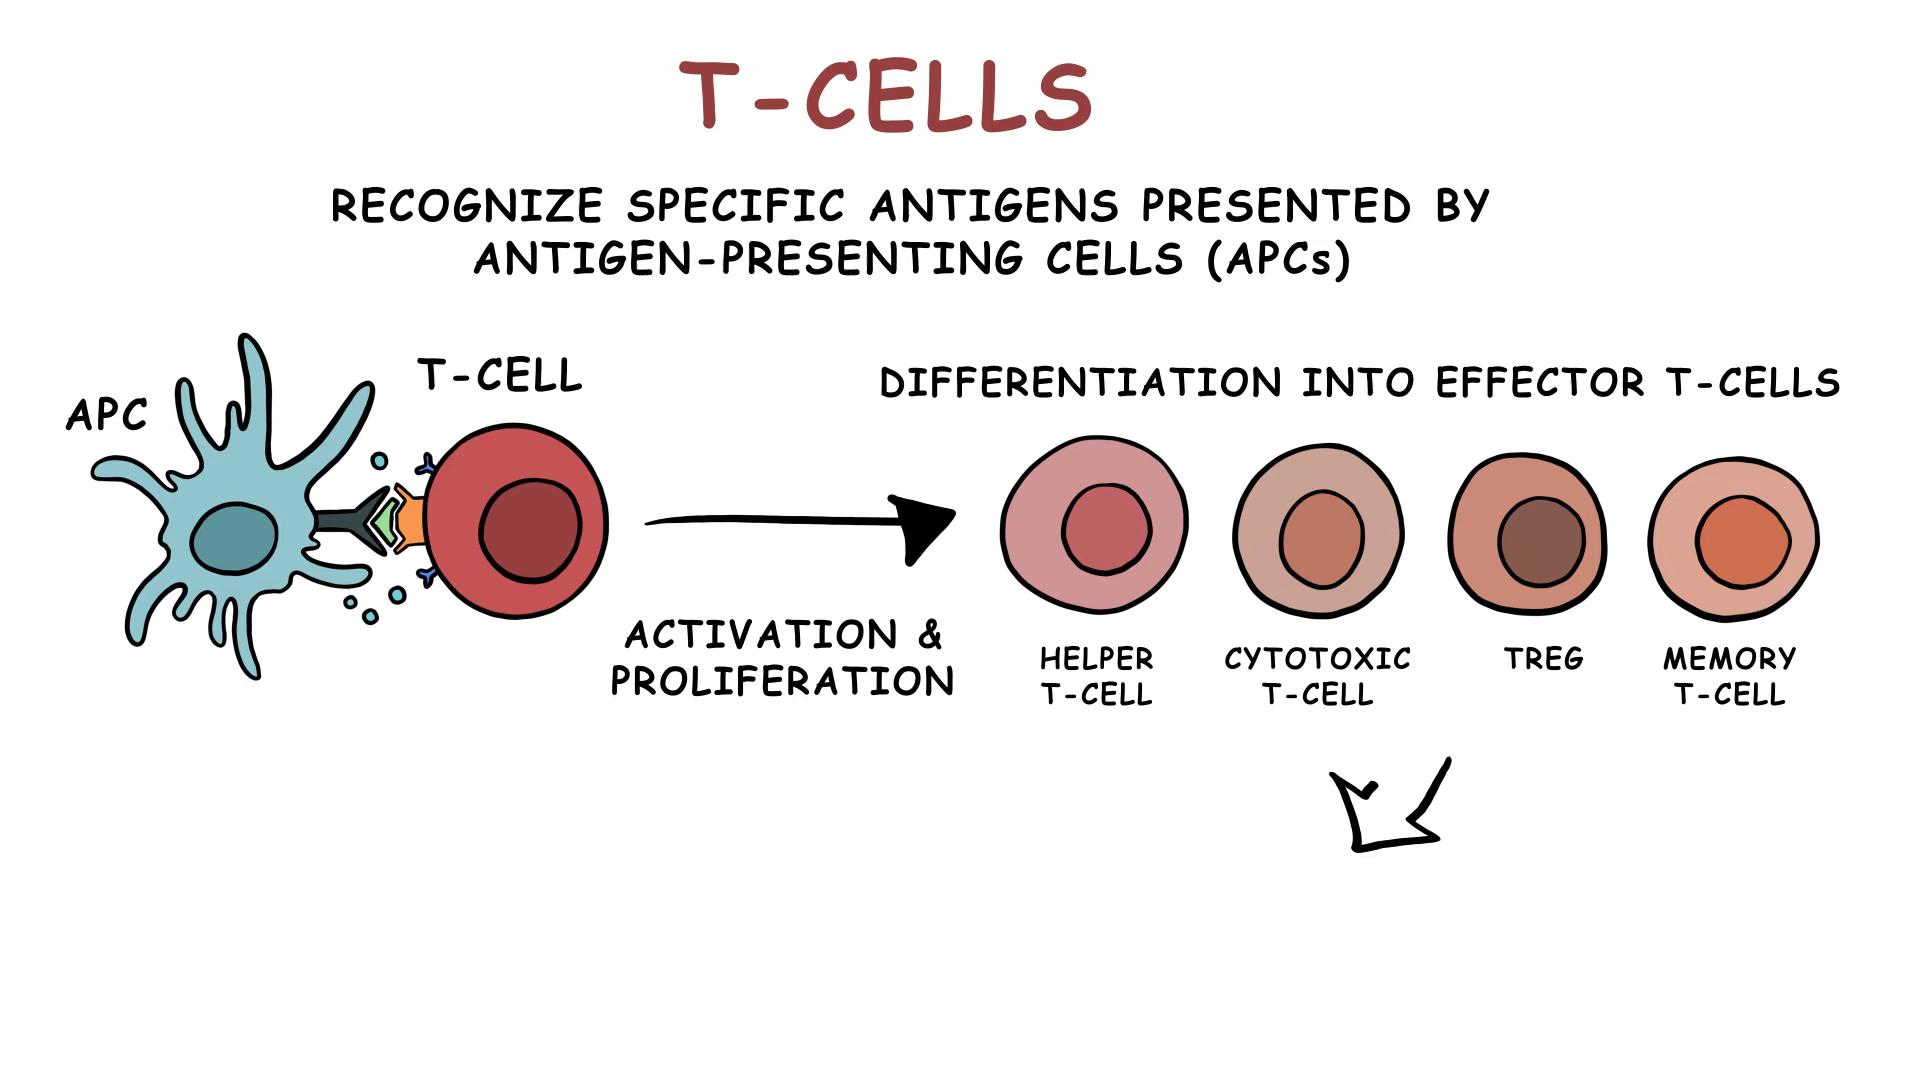 T-CELLS
RECOGNIZE SPECIFIC ANTIGENS PRESENTED BY
ANTIGEN-PRESENTING CELLS (APCs)
APC
T-CELL
ACTIVATION &
PROLIFERATION
DIFFERENTIATION INTO EFFECTOR T-CELLS
HELPER
T-CELL
CYTOTOXIC
T-CELL
TREG
MEMORY
T-CELL